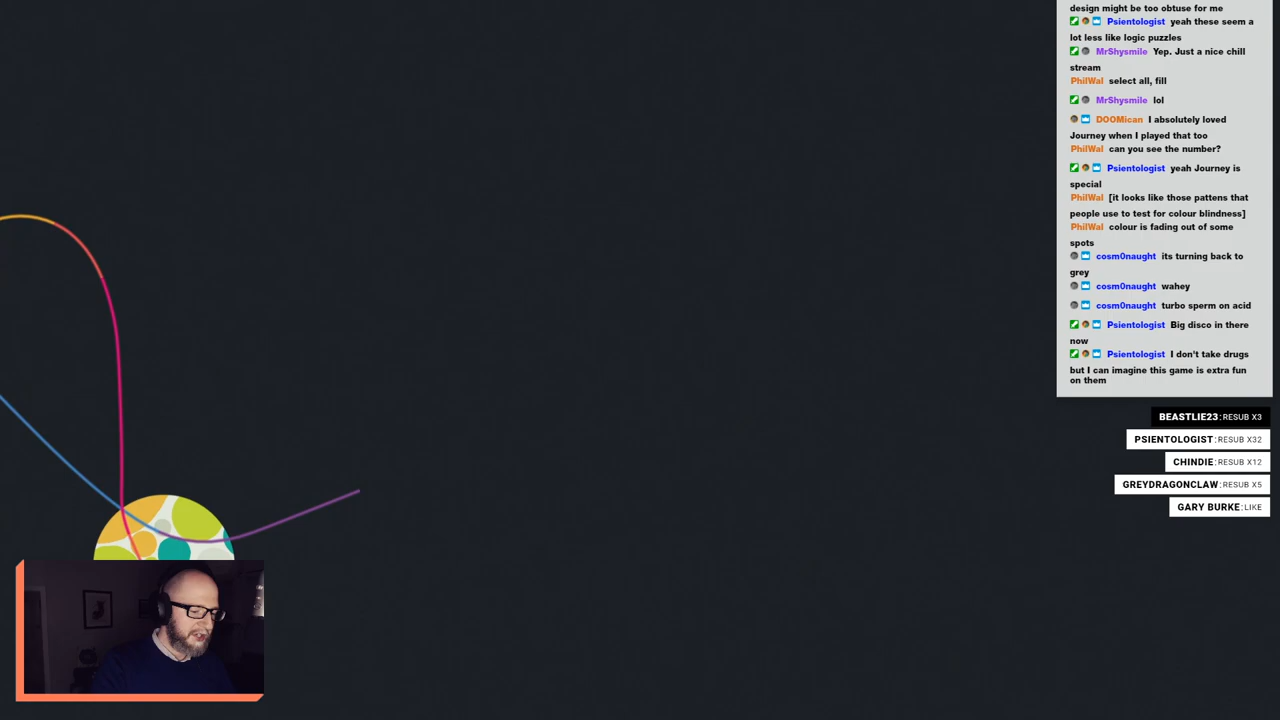 design might be too obtuse for me
Psientologist yeah these seem a
lot less like logic puzzles
MrShysmile Yep. Just a nice chill
stream
PhilWal select all, fill
MrShysmile lol
DOOMican I absolutely loved
Journey when I played that too
PhilWal can you see the number?
Psientologist yeah Journey is
special
PhilWal [it looks like those pattens that
people use to test for colour blindness]
PhilWal colour is fading out of some
spots
cosm0naught its turning back to
grey
cosm0naught wahey
cosm0naught turbo sperm on acid
Psientologist Big disco in there
now
Psientologist I don't take drugs
but I can imagine this game is extra fun
on them
BEASTLIE23:RESUB X3
PSIENTOLOGIST:RESUB X32
CHINDIE:RESUB X12
GREYDRAGONCLAW:RESUB X5
GARY BURKE:LIKE